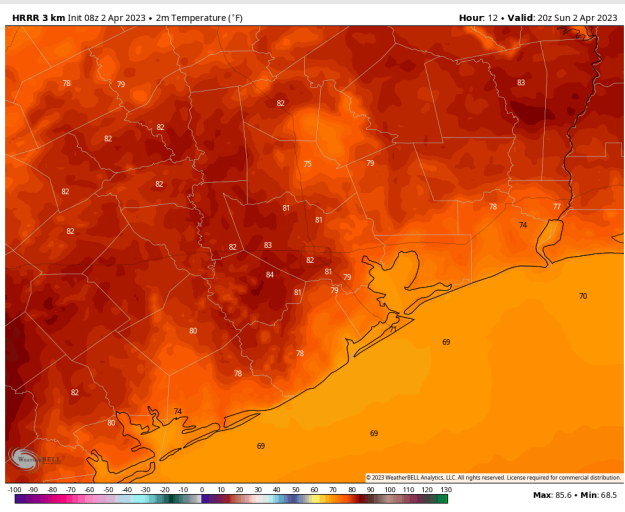 HRRR 3 km Init 08z 2 Apr 2023 • 2m Temperature (˚F)
Hour: 12 • Valid: 20z Sun 2 Apr 2023
78 79 83
82
82
82
75 79
82
82
81 78 77
81 74
82
82 83
82
84 81 79
81 79 70
80 71
69
78
78
82
74
80
69 69
WEATHERBELL
© 2023 WeatherBELL Analytics, LLC. All rights reserved. License required for commercial distribution.
-100 -90 -80 -70 -60 -50 -40 -30 -20 -10 0 10 20 30 40 50 60 70 80 90 100 110 120 130
Max: 85.6 • Min: 68.5